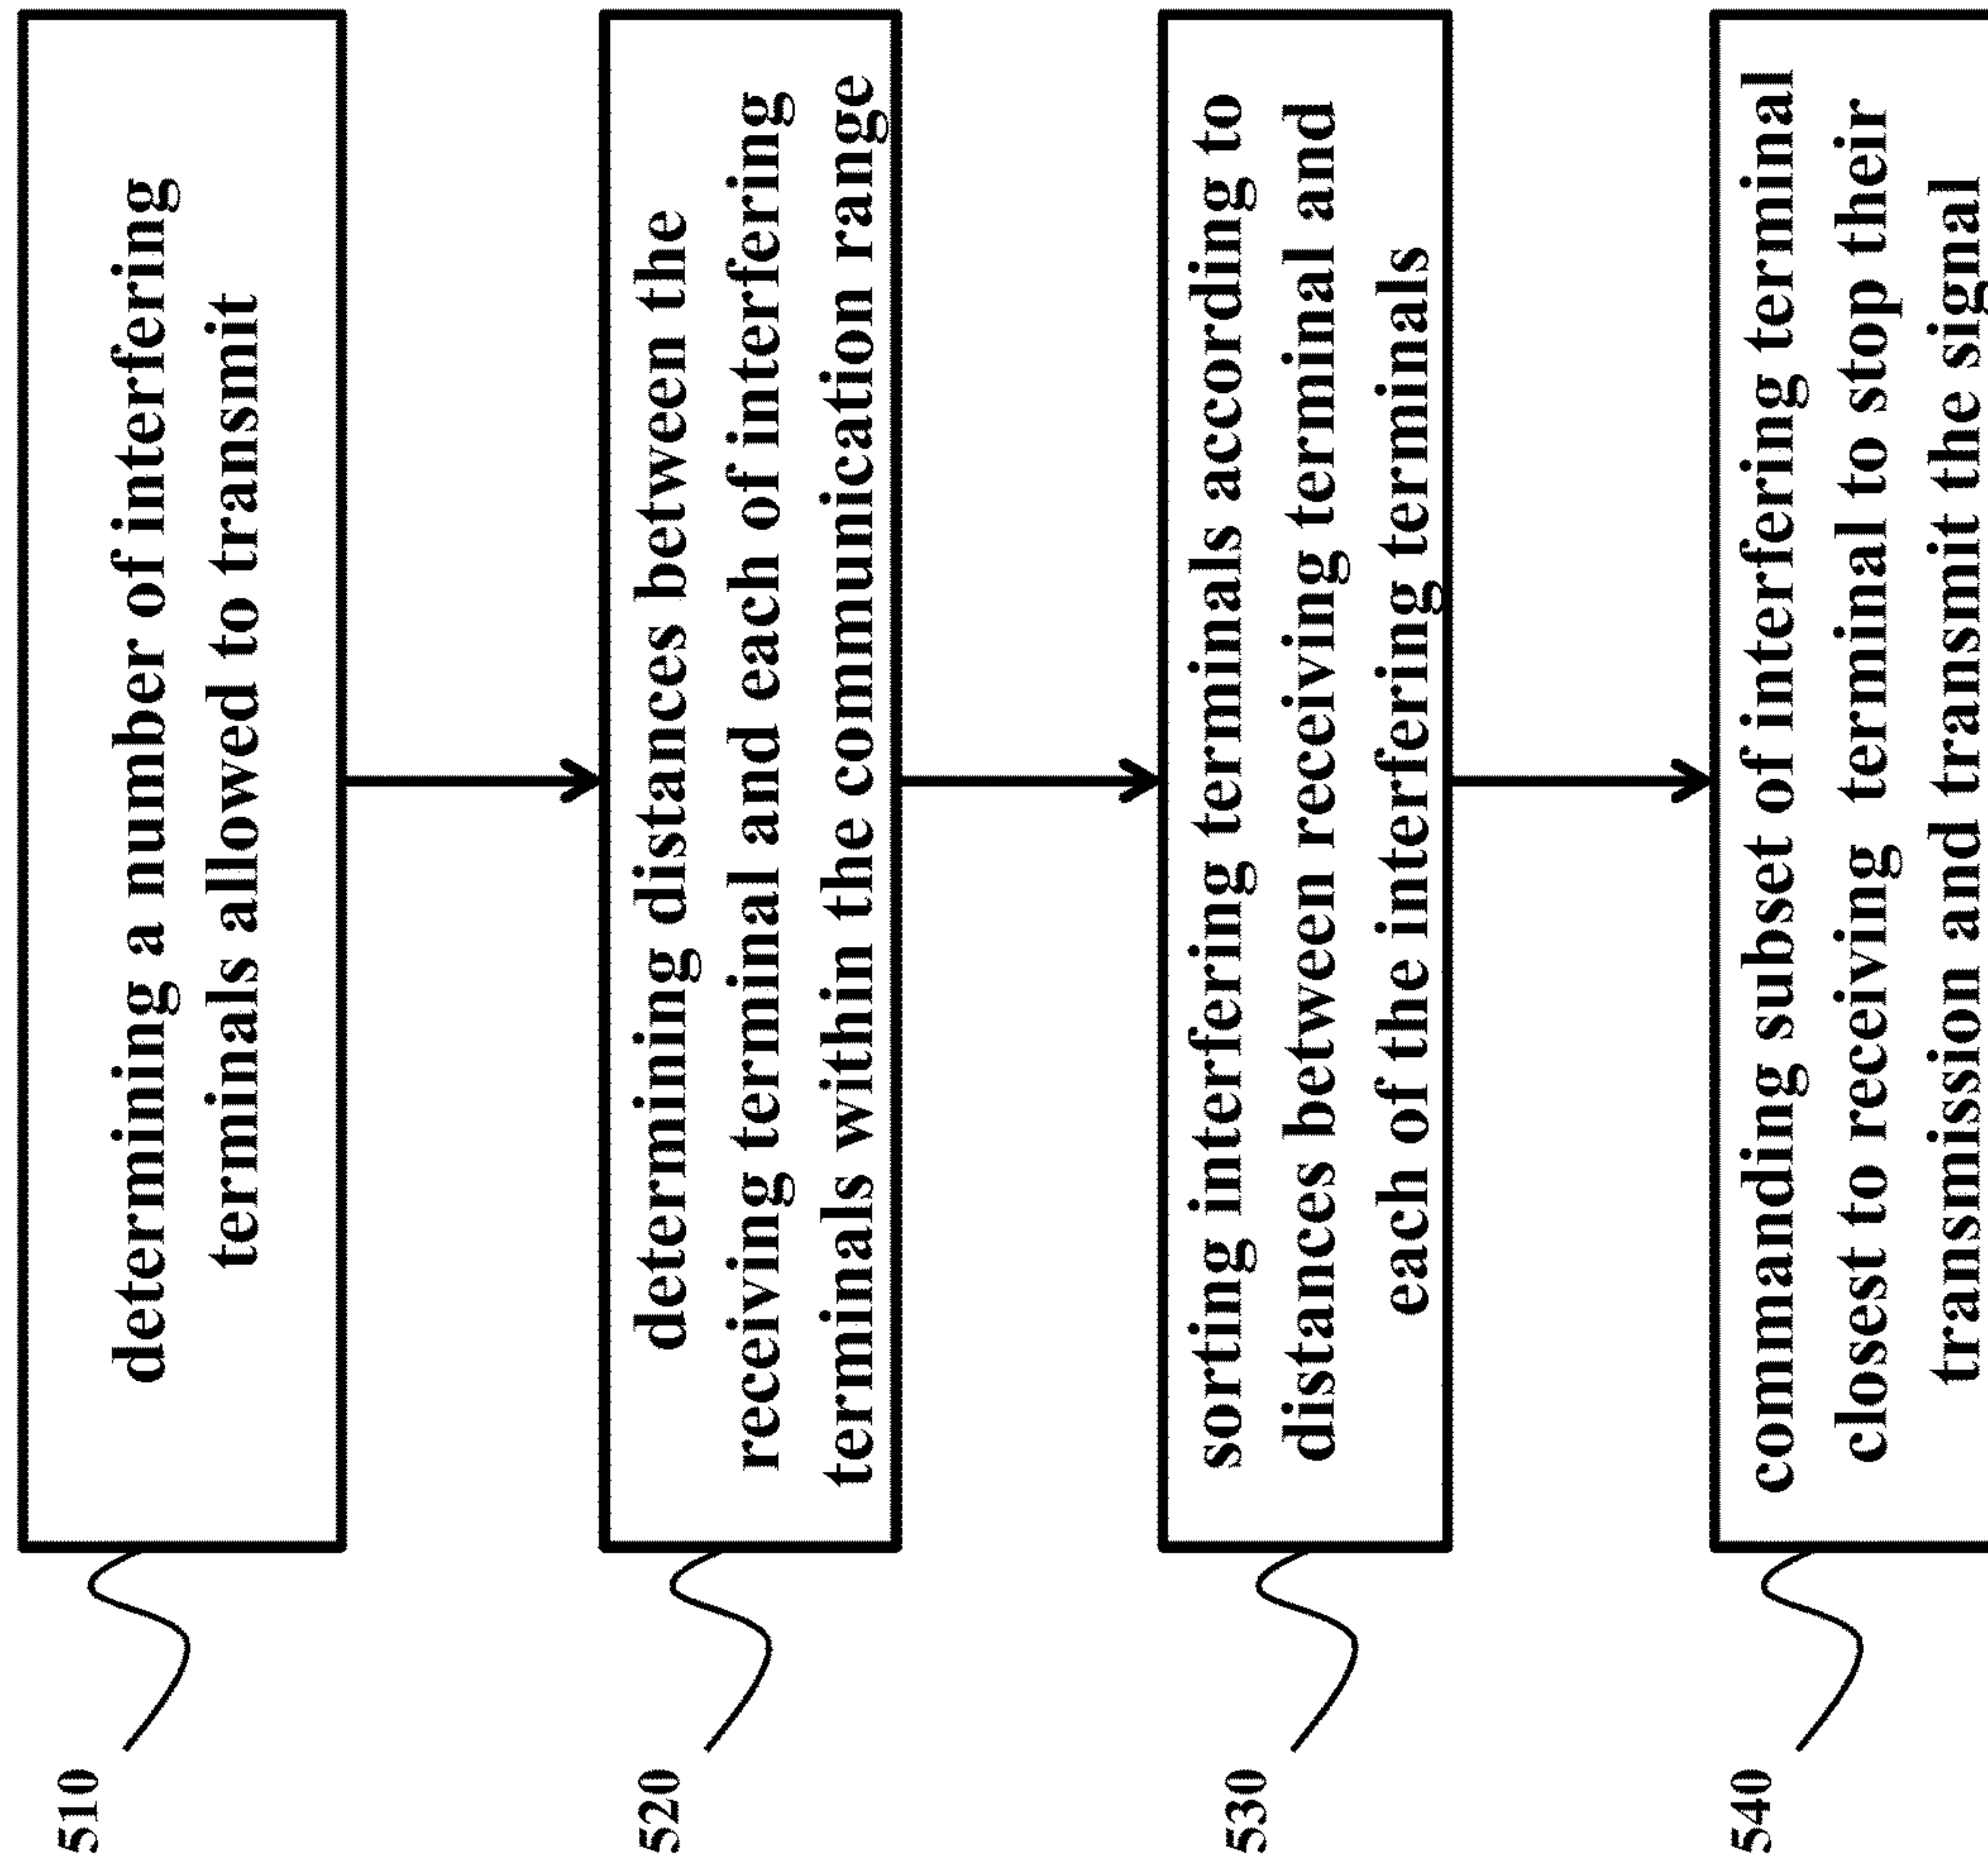 510
determining a number of interfering
terminals allowed to transmit
520
determining distances between the
receiving terminal and each of interfering
terminals within the communication range
530
sorting interfering terminals according to
distances between receiving terminal and
each of the interfering terminals
540
commanding subset of interfering terminal
closest to receiving terminal to stop their
transmission and transmit the signal